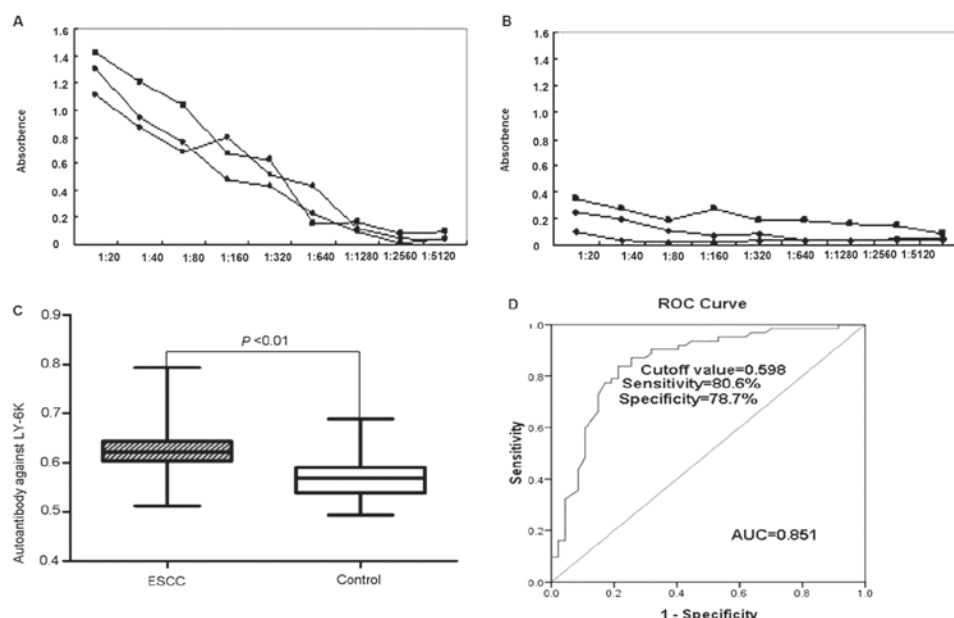 A
1.6
1.4
1.2
1.0
0.8
0.6
0.4
0.2
0
Absorbence
1:20 1:40 1:80 1:160 1:320 1:640 1:1280 1:2560 1:5120
B
1.6
1.4
1.2
1.0
0.8
0.6
0.4
0.2
0
Absorbence
1:20 1:40 1:80 1:160 1:320 1:640 1:1280 1:2560 1:5120
C
0.9
0.8
0.7
0.6
0.5
0.4
Autoantibody against LY-6K
P <0.01
ESCC Control
D
ROC Curve
1.0
0.8
0.6
0.4
0.2
0.0
Sensitivity
Cutoff value=0.598
Sensitivity=80.6%
Specificity=78.7%
AUC=0.851
0.0 0.2 0.4 0.6 0.8 1.0
1 - Specificity